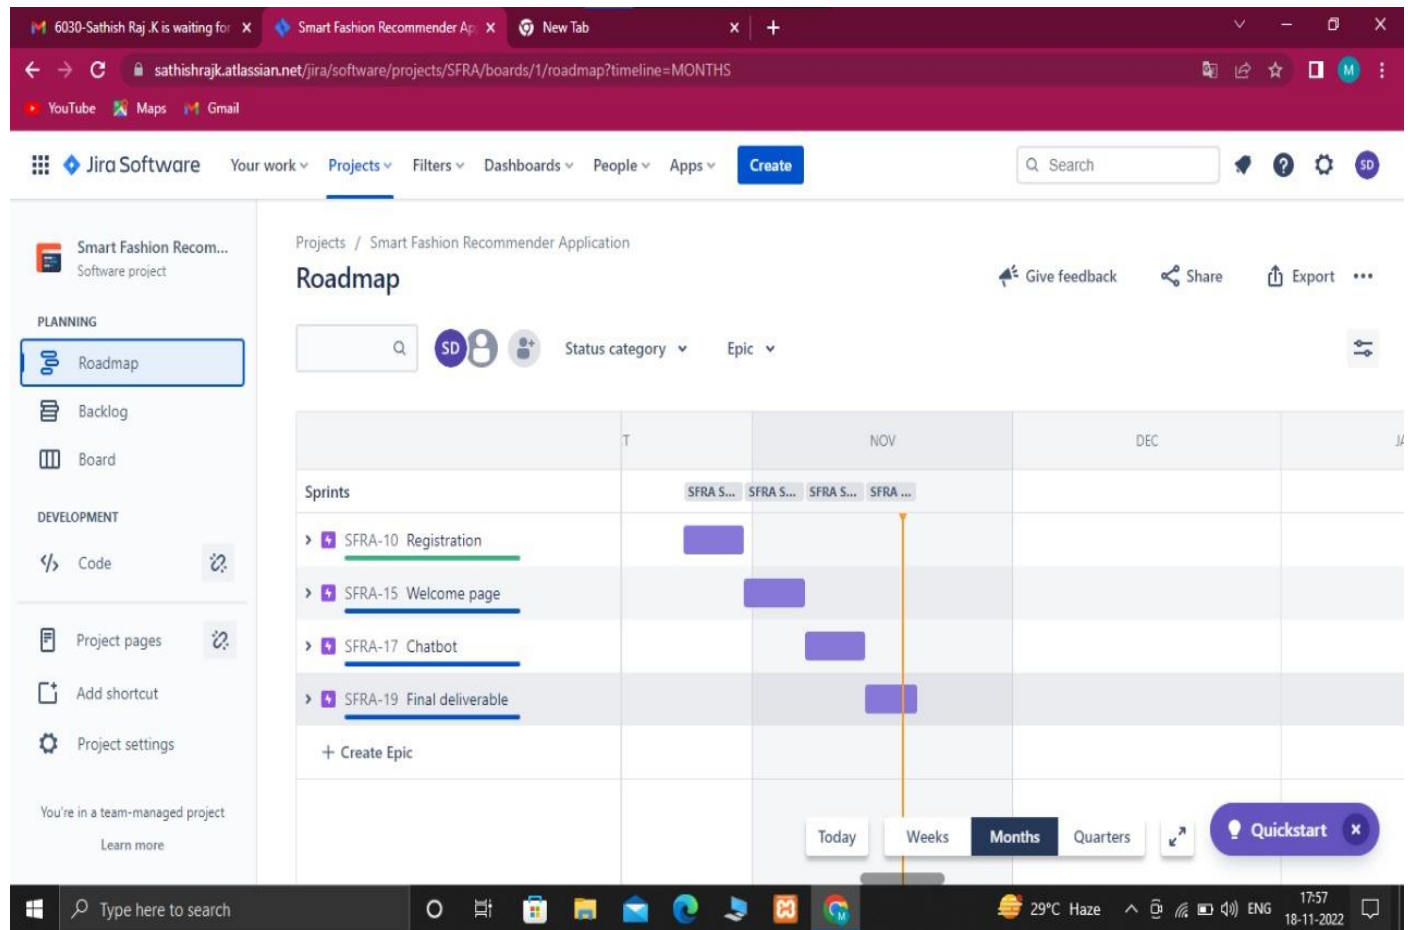 6030-Sathish Raj .K is waiting for
Smart Fashion Recommender Ap
New Tab
sathishrajk.atlassian.net/jira/software/projects/SFRA/boards/1/roadmap?timeline=MONTHS
M
YouTube Maps Gmail
Jira Software Your work Projects Filters Dashboards People Apps Create Search SD
Smart Fashion Recom...
Software project
Projects / Smart Fashion Recommender Application
Roadmap
Give feedback Share Export
PLANNING
SD Status category Epic
Roadmap
Backlog
Board
T NOV DEC JA
Sprints SFRA S... SFRA S... SFRA S... SFRA ...
DEVELOPMENT
Code
SFRA-10 Registration
SFRA-15 Welcome page
Project pages
SFRA-17 Chatbot
Add shortcut
SFRA-19 Final deliverable
Project settings
+ Create Epic
You're in a team-managed project
Learn more
Today Weeks Months Quarters Quickstart
Type here to search
29°C Haze ENG 17:57
18-11-2022